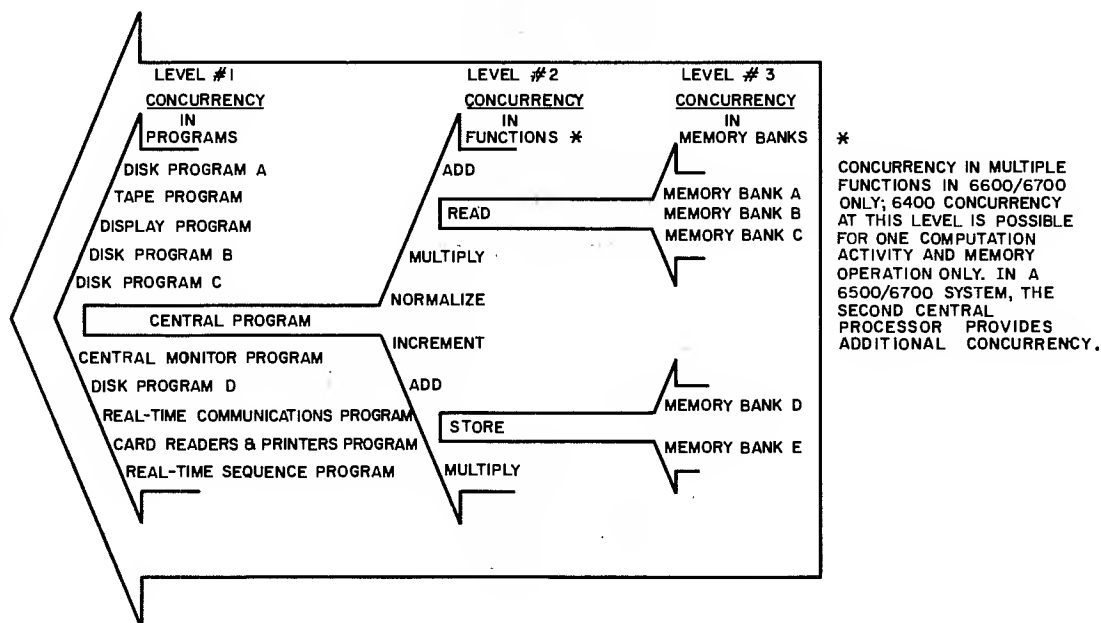 LEVEL #1
CONCURRENCY
IN
PROGRAMS
DISK PROGRAM A
TAPE PROGRAM
DISPLAY PROGRAM
DISK PROGRAM B
DISK PROGRAM C
CENTRAL PROGRAM
CENTRAL MONITOR PROGRAM
DISK PROGRAM D
REAL-TIME COMMUNICATIONS PROGRAM
CARD READERS & PRINTERS PROGRAM
REAL-TIME SEQUENCE PROGRAM
LEVEL #2
CONCURRENCY
IN
FUNCTIONS *
ADD
READ
MULTIPLY
NORMALIZE
INCREMENT
ADD
STORE
MULTIPLY
LEVEL #3
CONCURRENCY
IN
MEMORY BANKS
MEMORY BANK A
MEMORY BANK B
MEMORY BANK C
MEMORY BANK D
MEMORY BANK E
*
CONCURRENCY IN MULTIPLE
FUNCTIONS IN 6600/6700
ONLY; 6400 CONCURRENCY
AT THIS LEVEL IS POSSIBLE
FOR ONE COMPUTATION
ACTIVITY AND MEMORY
OPERATION ONLY. IN A
6500/6700 SYSTEM, THE
SECOND CENTRAL
PROCESSOR PROVIDES
ADDITIONAL CONCURRENCY.